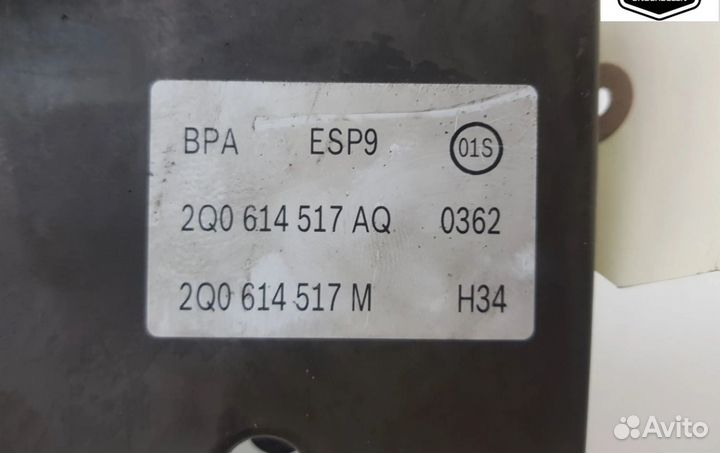 BPA ESP9 01S
2Q0 614 517 AQ 0362
2Q0 614 517 M H34
Avito